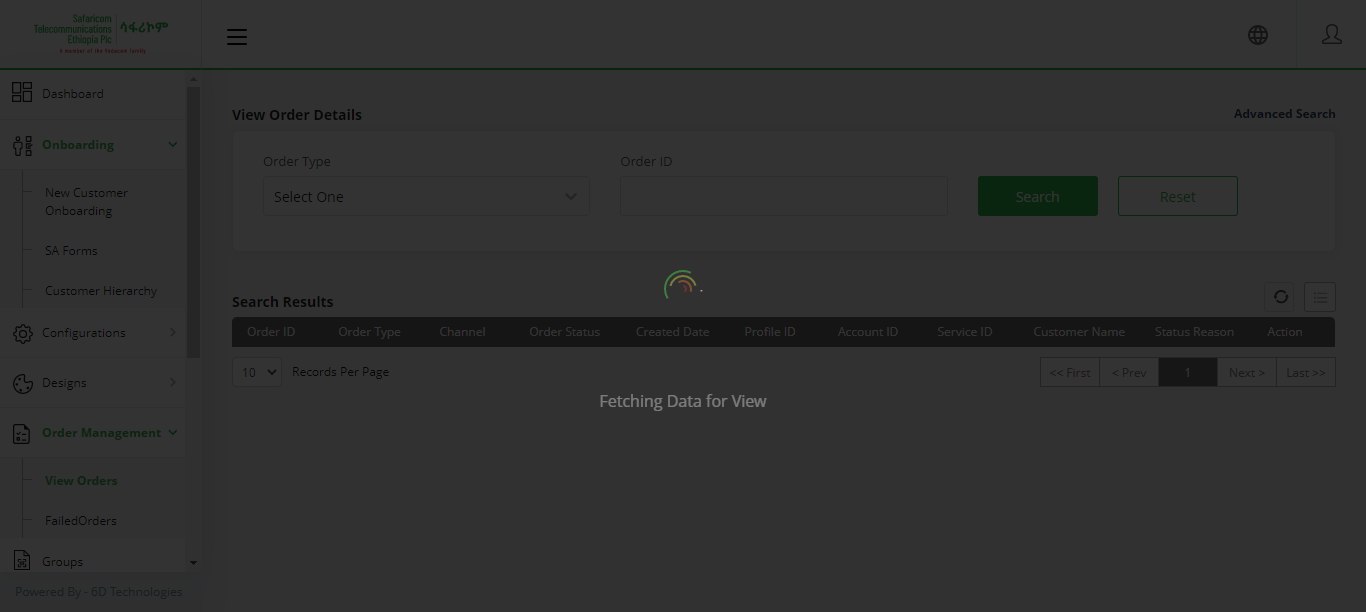 Safaricom
Telecommunications
Ethiopia Plc
ሳፋሪኮም
A member of the Vodacom family
Dashboard
Onboarding
New Customer
Onboarding
SA Forms
Customer Hierarchy
Configurations
Designs
Order Management
View Orders
FailedOrders
Groups
Powered By - 6D Technologies
View Order Details
Advanced Search
Order Type
Order ID
Select One
Search
Reset
Search Results
Order ID Order Type Channel Order Status Created Date Profile ID Account ID Service ID Customer Name Status Reason Action
10 Records Per Page
<< First < Prev 1 Next > Last >>
Fetching Data for View